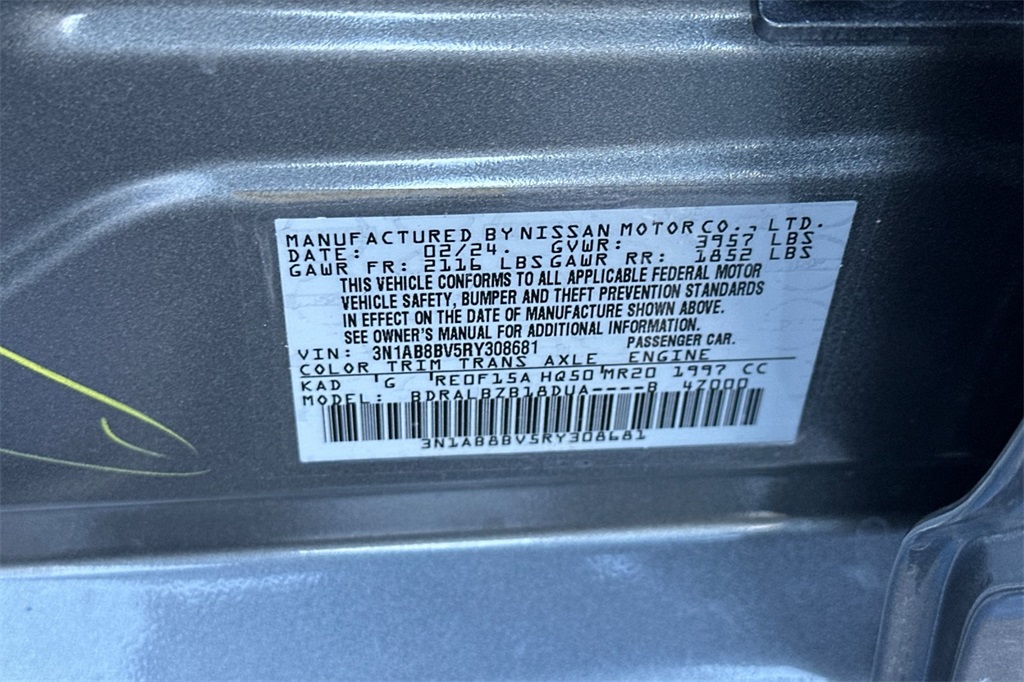 MANUFACTURED BY NISSAN MOTOR CO., LTD.
DATE: 02/24. GVWR: 3957 LBS
GAWR FR: 2116 LBS GAWR RR: 1852 LBS
THIS VEHICLE CONFORMS TO ALL APPLICABLE FEDERAL MOTOR
VEHICLE SAFETY, BUMPER AND THEFT PREVENTION STANDARDS
IN EFFECT ON THE DATE OF MANUFACTURE SHOWN ABOVE.
SEE OWNER'S MANUAL FOR ADDITIONAL INFORMATION.
PASSENGER CAR.
VIN: 3N1AB8BV5RY308681
COLOR TRIM TRANS AXLE ENGINE
KAD G RE0F15A HQ50 MR20 1997 CC
MODEL: BDRALBZB18DUA----B 47000
3N1AB8BV5RY308681